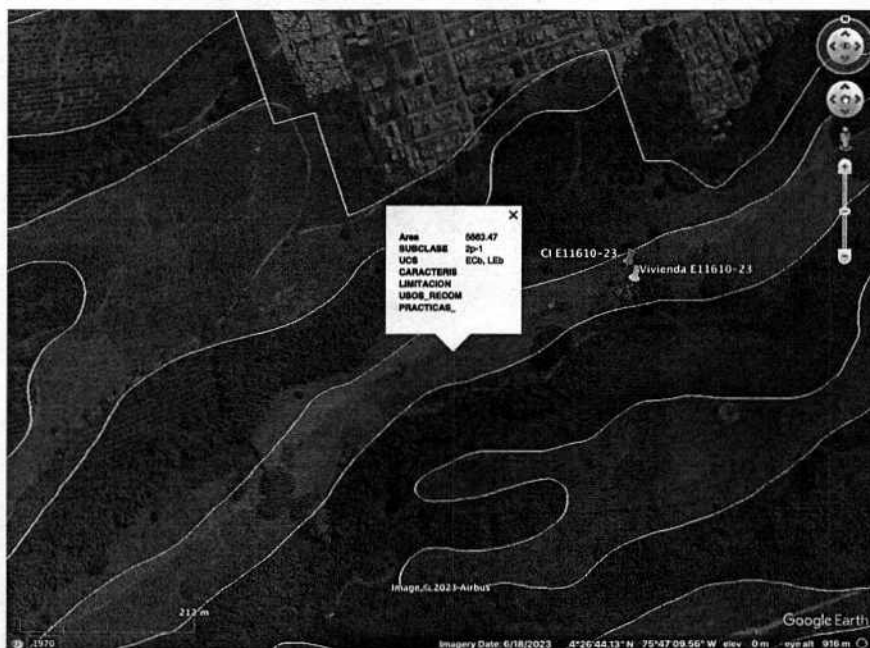 Area 5563.47
SUBCLASE 2p-1
UCS ECb, LEb
CARACTERIS
LIMITACION
USOS_RECOM
PRACTICAS_
CI E11610-23
Vivienda E11610-23
Image © 2023 Airbus
212 m
Google Earth
1970
Imagery Date: 6/18/2023 4°26'44.13" N 75°47'09.56" W elev 0 m eye alt 916 m